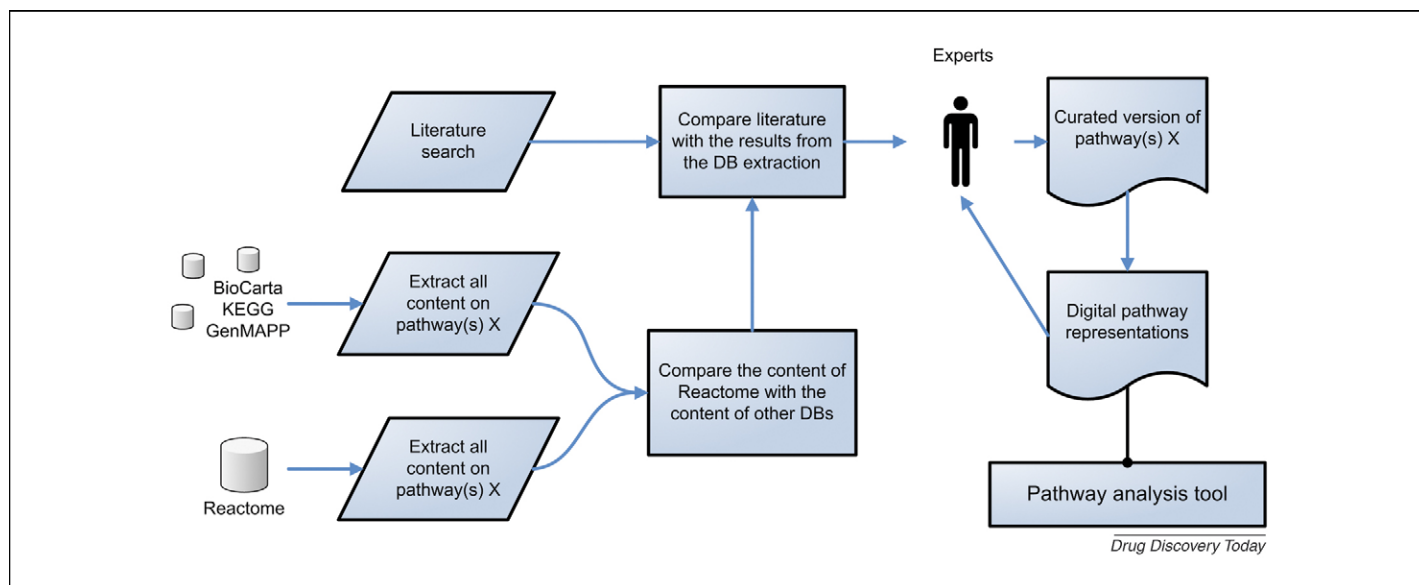 Experts
Literature
search
Compare literature
with the results from
the DB extraction
Curated version of
pathway(s) X
BioCarta
KEGG
GenMAPP
Extract all
content on
pathway(s) X
Digital pathway
representations
Compare the content of
Reactome with the
content of other DBs
Reactome
Extract all
content on
pathway(s) X
Pathway analysis tool
Drug Discovery Today